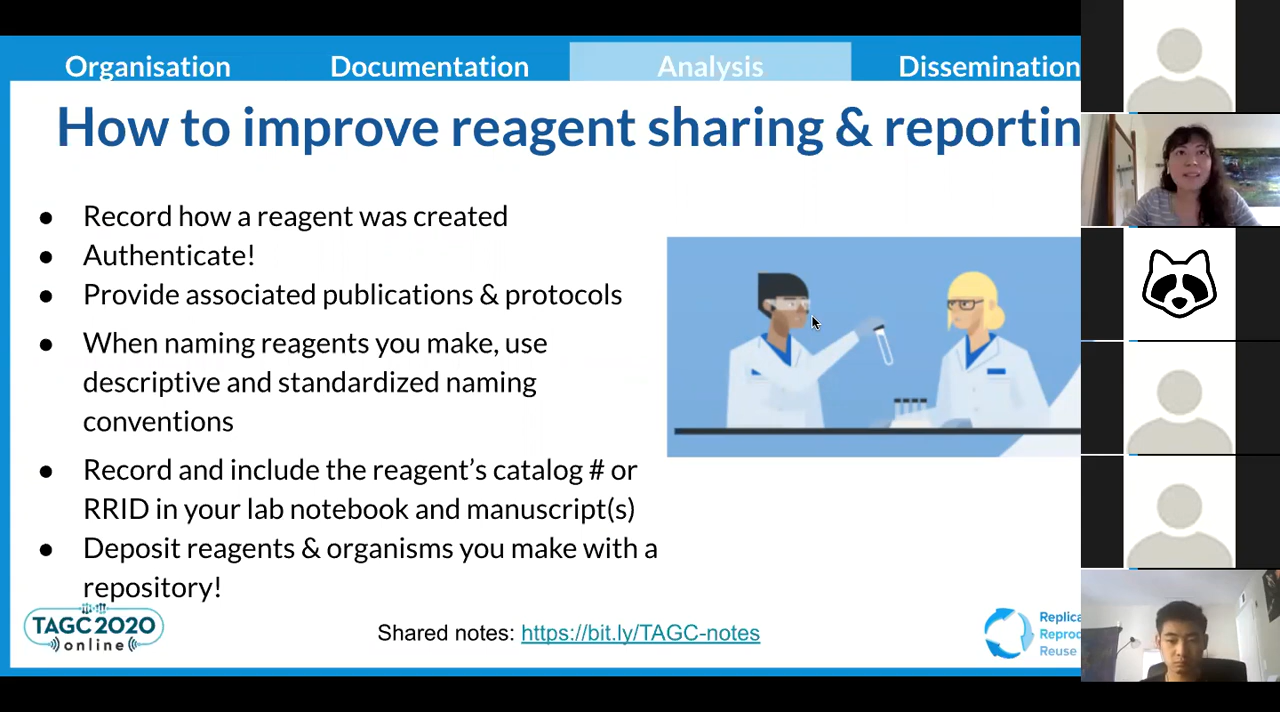 Organisation Documentation Analysis Dissemination
How to improve reagent sharing & reportin
● Record how a reagent was created
● Authenticate!
● Provide associated publications & protocols
● When naming reagents you make, use
descriptive and standardized naming
conventions
● Record and include the reagent’s catalog # or
RRID in your lab notebook and manuscript(s)
● Deposit reagents & organisms you make with a
repository!
TAGC 2020
online
Shared notes: https://bit.ly/TAGC-notes
Replica
Reprod
Reuse